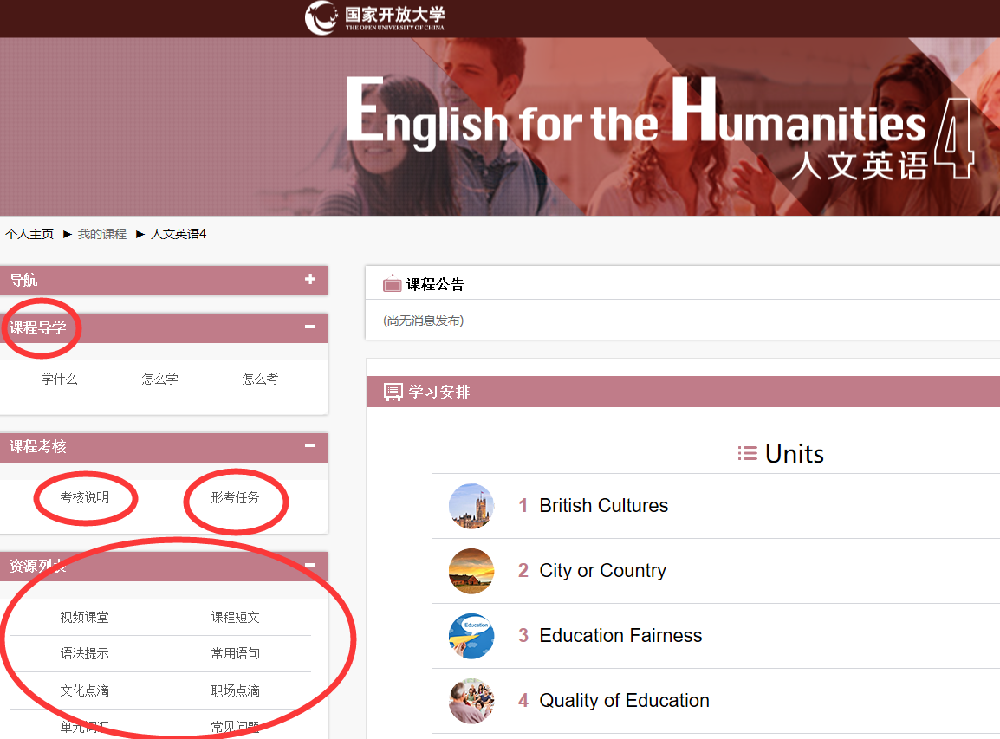 国家开放大学
THE OPEN UNIVERSITY OF CHINA
English for the Humanities 4
人文英语
个人主页 ► 我的课程 ► 人文英语4
导航
课程导学
学什么 怎么学 怎么考
课程考核
考核说明 形考任务
资源列表
视频课堂 课程短文
语法提示 常用语句
文化点滴 职场点滴
单元词汇 常见问题
课程公告
(尚无消息发布)
学习安排
Units
1 British Cultures
2 City or Country
Education
3 Education Fairness
4 Quality of Education